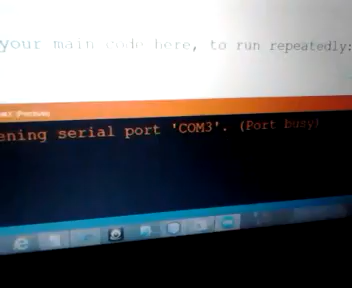 your main code here, to run repeatedly:
ening serial port 'COM3'. (Port busy)